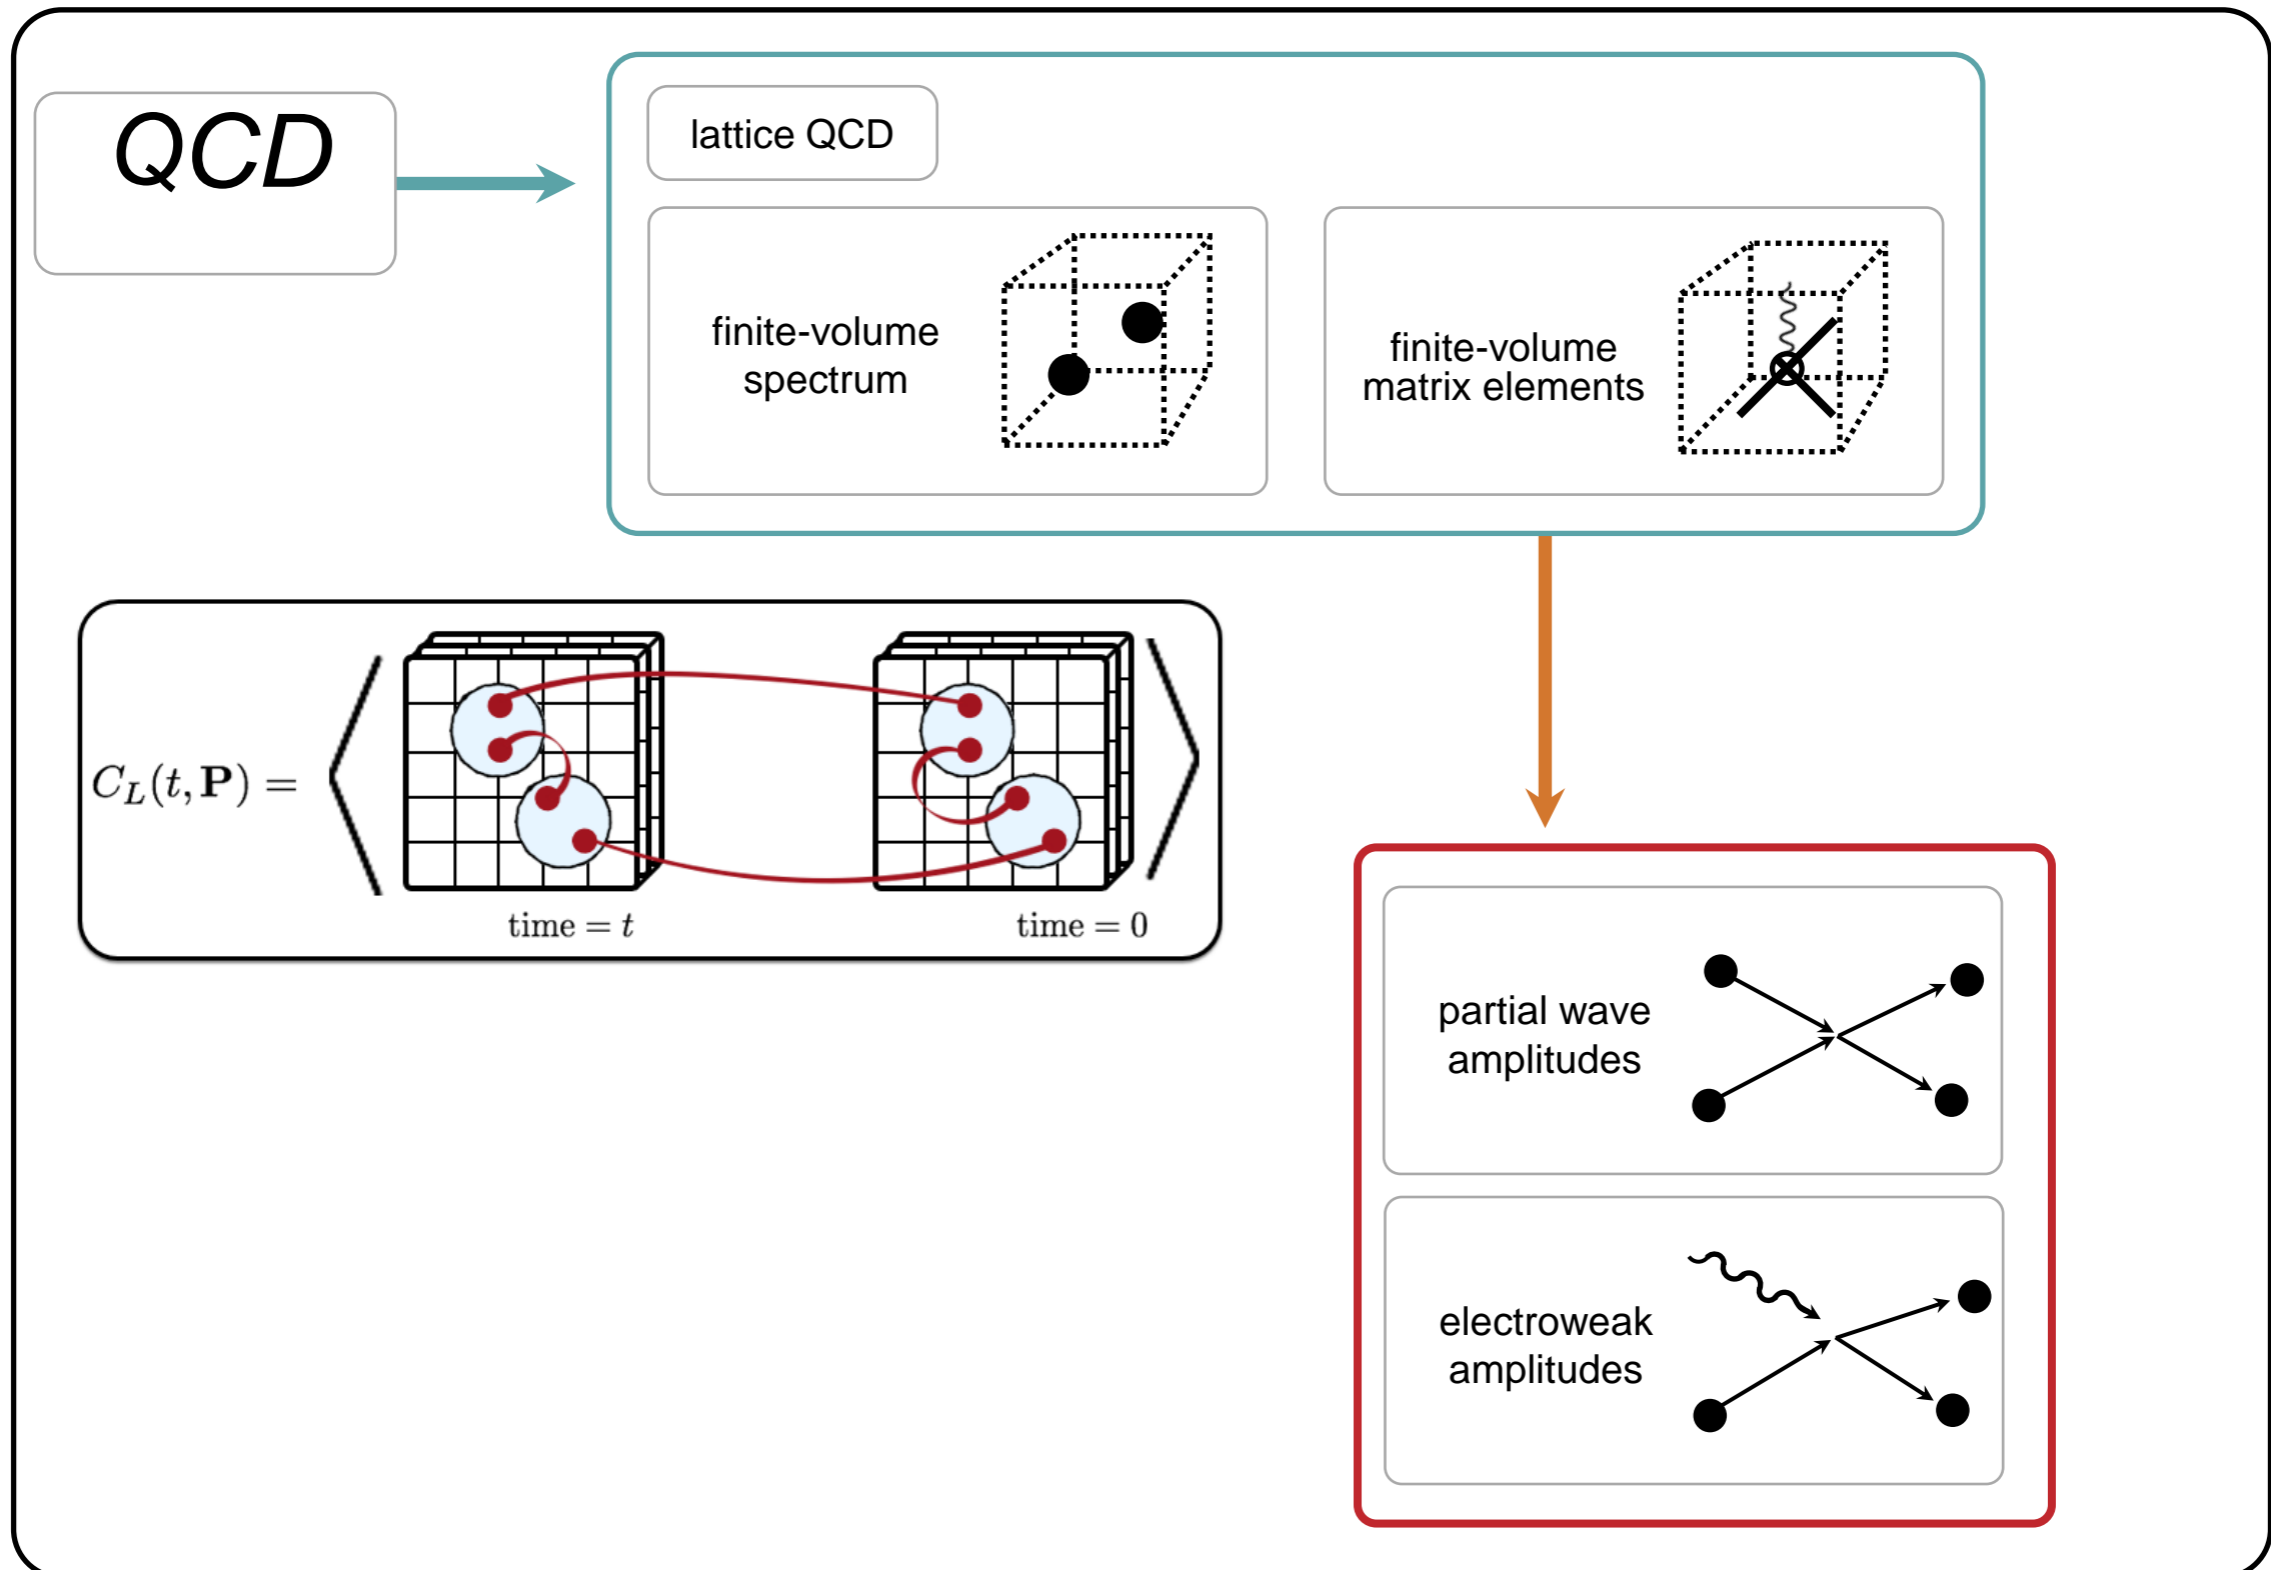 QCD
lattice QCD
finite-volume
spectrum
finite-volume
matrix elements
C_L(t, P) =
time = t
time = 0
partial wave
amplitudes
electroweak
amplitudes